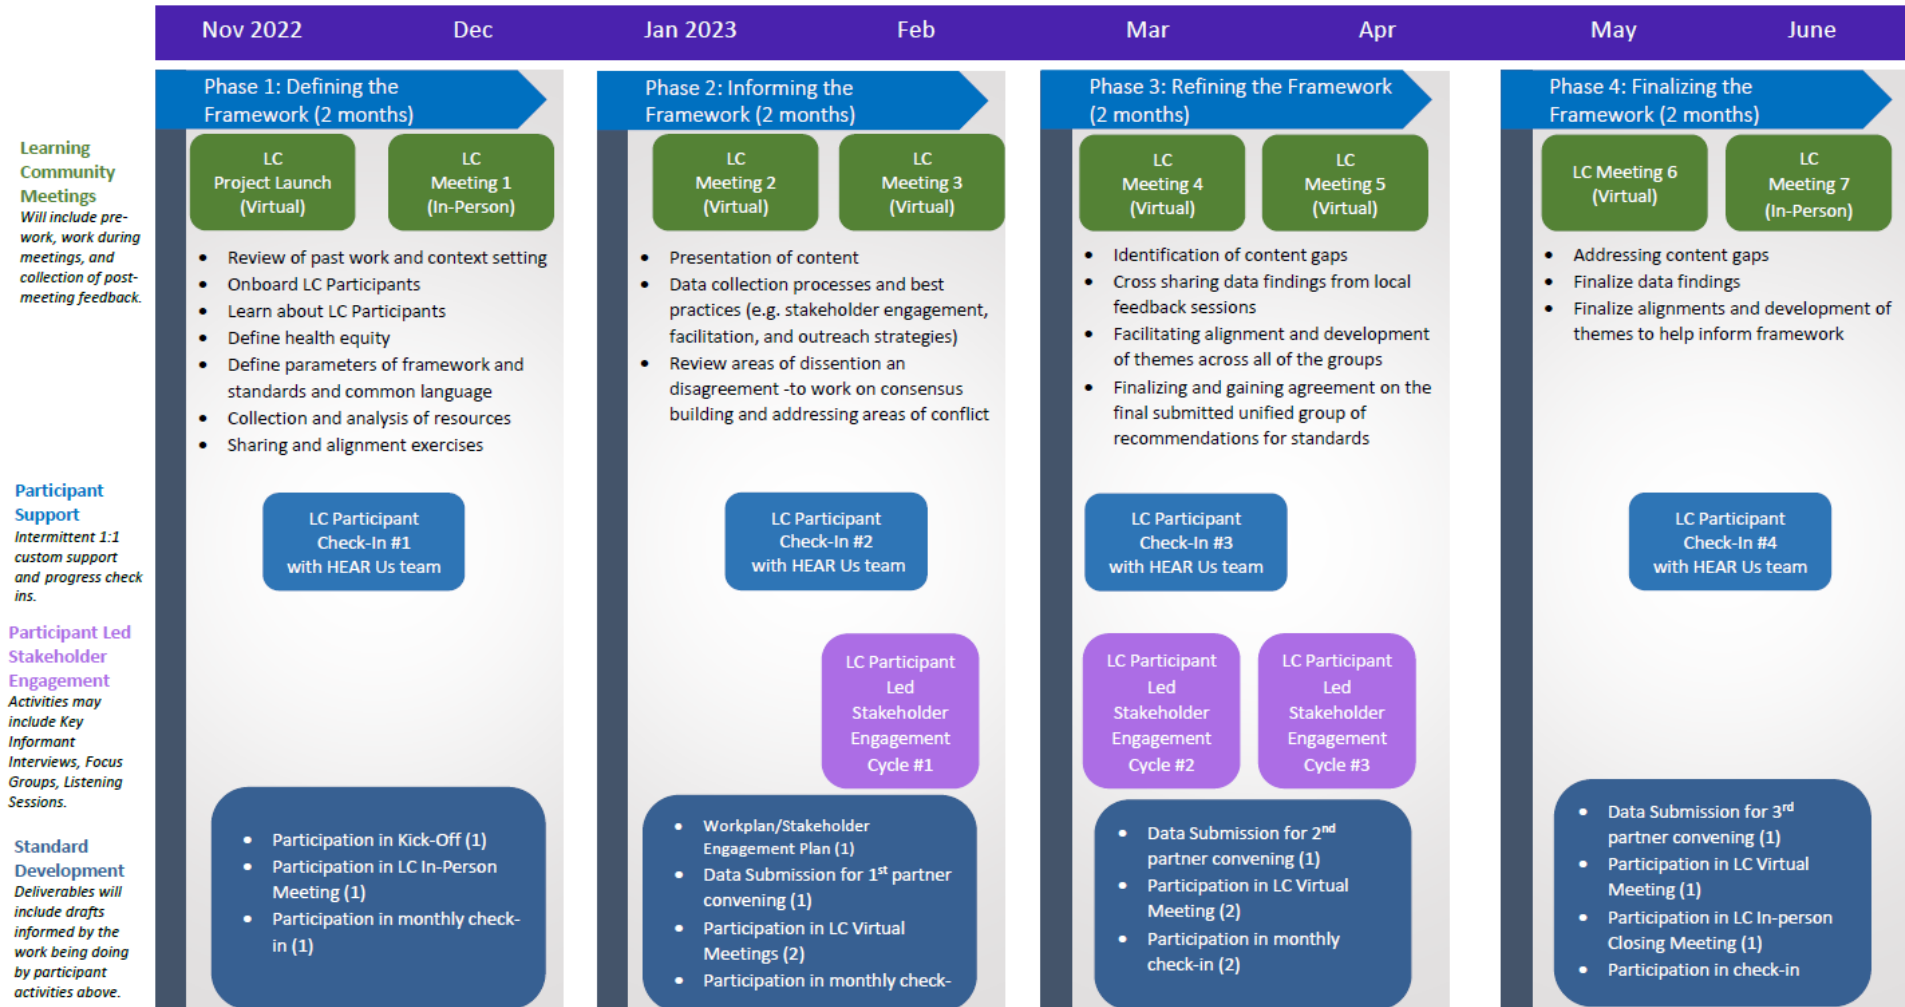 Nov 2022 Dec Jan 2023 Feb Mar Apr May June
Phase 1: Defining the
Framework (2 months)
Phase 2: Informing the
Framework (2 months)
Phase 3: Refining the Framework
(2 months)
Phase 4: Finalizing the
Framework (2 months)
Learning
Community
Meetings
Will include pre-
work, work during
meetings, and
collection of post-
meeting feedback.
LC
Project Launch
(Virtual)
LC
Meeting 1
(In-Person)
LC
Meeting 2
(Virtual)
LC
Meeting 3
(Virtual)
LC
Meeting 4
(Virtual)
LC
Meeting 5
(Virtual)
LC Meeting 6
(Virtual)
LC
Meeting 7
(In-Person)
• Review of past work and context setting
• Onboard LC Participants
• Learn about LC Participants
• Define health equity
• Define parameters of framework and
standards and common language
• Collection and analysis of resources
• Sharing and alignment exercises
• Presentation of content
• Data collection processes and best
practices (e.g. stakeholder engagement,
facilitation, and outreach strategies)
• Review areas of dissention an
disagreement -to work on consensus
building and addressing areas of conflict
• Identification of content gaps
• Cross sharing data findings from local
feedback sessions
• Facilitating alignment and development
of themes across all of the groups
• Finalizing and gaining agreement on the
final submitted unified group of
recommendations for standards
• Addressing content gaps
• Finalize data findings
• Finalize alignments and development of
themes to help inform framework
Participant
Support
Intermittent 1:1
custom support
and progress check
ins.
LC Participant
Check-In #1
with HEAR Us team
LC Participant
Check-In #2
with HEAR Us team
LC Participant
Check-In #3
with HEAR Us team
LC Participant
Check-In #4
with HEAR Us team
Participant Led
Stakeholder
Engagement
Activities may
include Key
Informant
Interviews, Focus
Groups, Listening
Sessions.
LC Participant
Led
Stakeholder
Engagement
Cycle #1
LC Participant
Led
Stakeholder
Engagement
Cycle #2
LC Participant
Led
Stakeholder
Engagement
Cycle #3
Standard
Development
Deliverables will
include drafts
informed by the
work being doing
by participant
activities above.
• Participation in Kick-Off (1)
• Participation in LC In-Person
Meeting (1)
• Participation in monthly check-
in (1)
• Workplan/Stakeholder
Engagement Plan (1)
• Data Submission for 1st partner
convening (1)
• Participation in LC Virtual
Meetings (2)
• Participation in monthly check-
• Data Submission for 2nd
partner convening (1)
• Participation in LC Virtual
Meeting (2)
• Participation in monthly
check-in (2)
• Data Submission for 3rd
partner convening (1)
• Participation in LC Virtual
Meeting (1)
• Participation in LC In-person
Closing Meeting (1)
• Participation in check-in